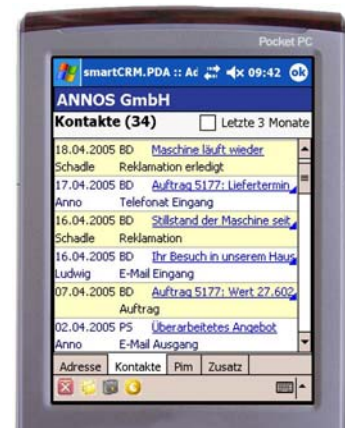 Pocket PC
smartCRM.PDA :: Ad 09:42 ok
ANNOS GmbH
Kontakte (34) Letzte 3 Monate
18.04.2005 BD Maschine läuft wieder
Schadle Reklamation erledigt
17.04.2005 BD Auftrag 5177: Liefertermin
Anno Telefonat Eingang
16.04.2005 BD Stillstand der Maschine seit
Schadle Reklamation
16.04.2005 BD Ihr Besuch in unserem Haus
Ludwig E-Mail Eingang
07.04.2005 BD Auftrag 5177: Wert 27.602
Auftrag
02.04.2005 PS Überarbeitetes Angebot
Anno E-Mail Ausgang
Adresse Kontakte Pim Zusatz